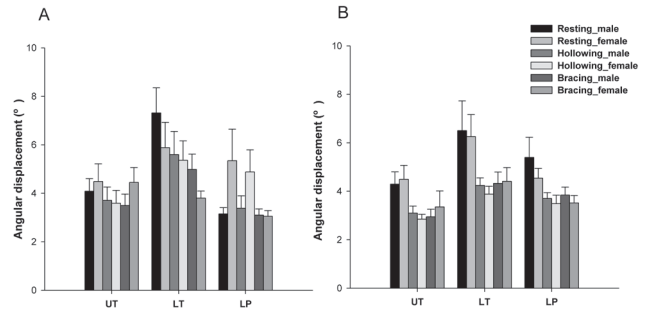 A
Angular displacement (º )
10
8
6
4
2
0
UT LT LP
B
Resting_male
Resting_female
Hollowing_male
Hollowing_female
Bracing_male
Bracing_female
Angular displacement (º )
10
8
6
4
2
0
UT LT LP